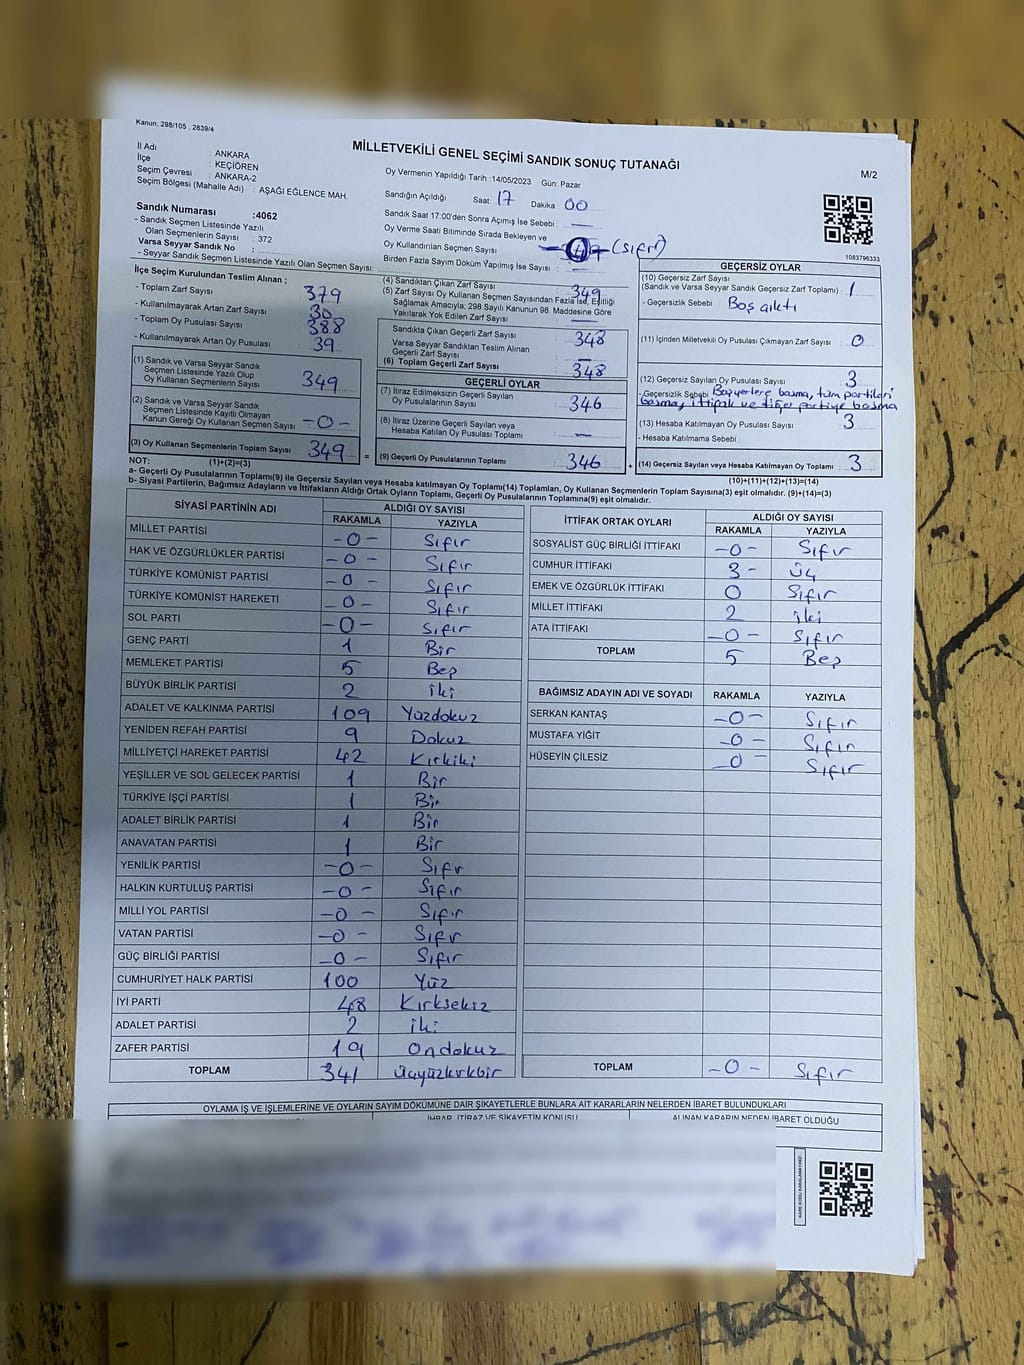 Kanun: 298/105 , 2839/4
MİLLETVEKİLİ GENEL SEÇİMİ SANDIK SONUÇ TUTANAĞI
M/2
İl Adı : ANKARA
İlçe : KEÇİÖREN
Seçim Çevresi : ANKARA-2
Seçim Bölgesi (Mahalle Adı) : AŞAĞI EĞLENCE MAH.
Sandık Numarası :4062
- Sandık Seçmen Listesinde Yazılı
Olan Seçmenlerin Sayısı : 372
Varsa Seyyar Sandık No :
- Seyyar Sandık Seçmen Listesinde Yazılı Olan Seçmen Sayısı:
Oy Vermenin Yapıldığı Tarih :14/05/2023 Gün: Pazar
Sandığın Açıldığı Saat: 17 Dakika: 00
Sandık Saat 17:00'den Sonra Açılmış İse Sebebi : —
Oy Verme Saati Bitiminde Sırada Bekleyen ve
Oy Kullandırılan Seçmen Sayısı : 0 (Sıfır)
Birden Fazla Sayım Döküm Yapılmış İse Sayısı : —
1083796333
İlçe Seçim Kurulundan Teslim Alınan ;
- Toplam Zarf Sayısı : 379
- Kullanılmayarak Artan Zarf Sayısı : 30
- Toplam Oy Pusulası Sayısı : 388
- Kullanılmayarak Artan Oy Pusulası : 39
(1) Sandık ve Varsa Seyyar Sandık
Seçmen Listesinde Yazılı Olup
Oy Kullanan Seçmenlerin Sayısı : 349
(2) Sandık ve Varsa Seyyar Sandık
Seçmen Listesinde Kayıtlı Olmayan
Kanun Gereği Oy Kullanan Seçmen Sayısı : -0-
(3) Oy Kullanan Seçmenlerin Toplam Sayısı : 349
(1)+(2)=(3)
(4) Sandıktan Çıkan Zarf Sayısı : 349
(5) Zarf Sayısı Oy Kullanan Seçmen Sayısından Fazla İse, Eşitliği
Sağlamak Amacıyla; 298 Sayılı Kanunun 98. Maddesine Göre
Yakılarak Yok Edilen Zarf Sayısı : —
Sandıkta Çıkan Geçerli Zarf Sayısı : 348
Varsa Seyyar Sandıktan Teslim Alınan
Geçerli Zarf Sayısı : —
(6) Toplam Geçerli Zarf Sayısı : 348
GEÇERLİ OYLAR
(7) İtiraz Edilmeksizin Geçerli Sayılan
Oy Pusulalarının Sayısı : 346
(8) İtiraz Üzerine Geçerli Sayılan veya
Hesaba Katılan Oy Pusulası Toplamı : —
= (9) Geçerli Oy Pusulalarının Toplamı : 346 +
GEÇERSİZ OYLAR
(10) Geçersiz Zarf Sayısı
(Sandık ve Varsa Seyyar Sandık Geçersiz Zarf Toplamı) : 1
- Geçersizlik Sebebi : Boş çıktı
(11) İçinden Milletvekili Oy Pusulası Çıkmayan Zarf Sayısı : 0
(12) Geçersiz Sayılan Oy Pusulası Sayısı : 3
- Geçersizlik Sebebi : basma, tüm partileri
basma, ittifak ve diğer partiye basma
(13) Hesaba Katılmayan Oy Pusulası Sayısı : 3
- Hesaba Katılmama Sebebi :
(14) Geçersiz Sayılan veya Hesaba Katılmayan Oy Toplamı : 3
(10)+(11)+(12)+(13)=(14)
NOT:
a- Geçerli Oy Pusulalarının Toplamı(9) ile Geçersiz Sayılan veya Hesaba Katılmayan Oy Toplamı(14) Toplamları, Oy Kullanan Seçmenlerin Toplam Sayısına(3) eşit olmalıdır. (9)+(14)=(3)
b- Siyasi Partilerin, Bağımsız Adayların ve İttifakların Aldığı Ortak Oyların Toplamı, Geçerli Oy Pusulalarının Toplamına(9) eşit olmalıdır.
SİYASİ PARTİNİN ADI ALDIĞI OY SAYISI
RAKAMLA YAZIYLA
MİLLET PARTİSİ -0- Sıfır
HAK VE ÖZGÜRLÜKLER PARTİSİ -0- Sıfır
TÜRKİYE KOMÜNİST PARTİSİ -0- Sıfır
TÜRKİYE KOMÜNİST HAREKETİ -0- Sıfır
SOL PARTİ -0- Sıfır
GENÇ PARTİ 1 Bir
MEMLEKET PARTİSİ 5 Beş
BÜYÜK BİRLİK PARTİSİ 2 iki
ADALET VE KALKINMA PARTİSİ 109 Yüzdokuz
YENİDEN REFAH PARTİSİ 9 Dokuz
MİLLİYETÇİ HAREKET PARTİSİ 42 Kırkiki
YEŞİLLER VE SOL GELECEK PARTİSİ 1 Bir
TÜRKİYE İŞÇİ PARTİSİ 1 Bir
ADALET BİRLİK PARTİSİ 1 Bir
ANAVATAN PARTİSİ 1 Bir
YENİLİK PARTİSİ -0- Sıfır
HALKIN KURTULUŞ PARTİSİ -0- Sıfır
MİLLİ YOL PARTİSİ -0- Sıfır
VATAN PARTİSİ -0- Sıfır
GÜÇ BİRLİĞİ PARTİSİ -0- Sıfır
CUMHURİYET HALK PARTİSİ 100 Yüz
İYİ PARTİ 48 Kırksekiz
ADALET PARTİSİ 2 iki
ZAFER PARTİSİ 19 Ondokuz
TOPLAM 341 üçyüzkırkbir
İTTİFAK ORTAK OYLARI ALDIĞI OY SAYISI
RAKAMLA YAZIYLA
SOSYALİST GÜÇ BİRLİĞİ İTTİFAKI -0- Sıfır
CUMHUR İTTİFAKI 3- üç
EMEK VE ÖZGÜRLÜK İTTİFAKI 0 Sıfır
MİLLET İTTİFAKI 2 iki
ATA İTTİFAKI -0- Sıfır
TOPLAM 5 Beş
BAĞIMSIZ ADAYIN ADI VE SOYADI RAKAMLA YAZIYLA
SERKAN KANTAŞ -0- Sıfır
MUSTAFA YİĞİT -0- Sıfır
HÜSEYİN ÇİLESİZ -0- Sıfır
TOPLAM -0- Sıfır
OYLAMA İŞ VE İŞLEMLERİNE VE OYLARIN SAYIM DÖKÜMÜNE DAİR ŞİKAYETLERLE BUNLARA AİT KARARLARIN NELERDEN İBARET BULUNDUKLARI
İHBAR, İTİRAZ VE ŞİKAYETİN KONUSU ALINAN KARARIN NEDEN İBARET OLDUĞU
KARE KODU KARALAMAYINIZ!